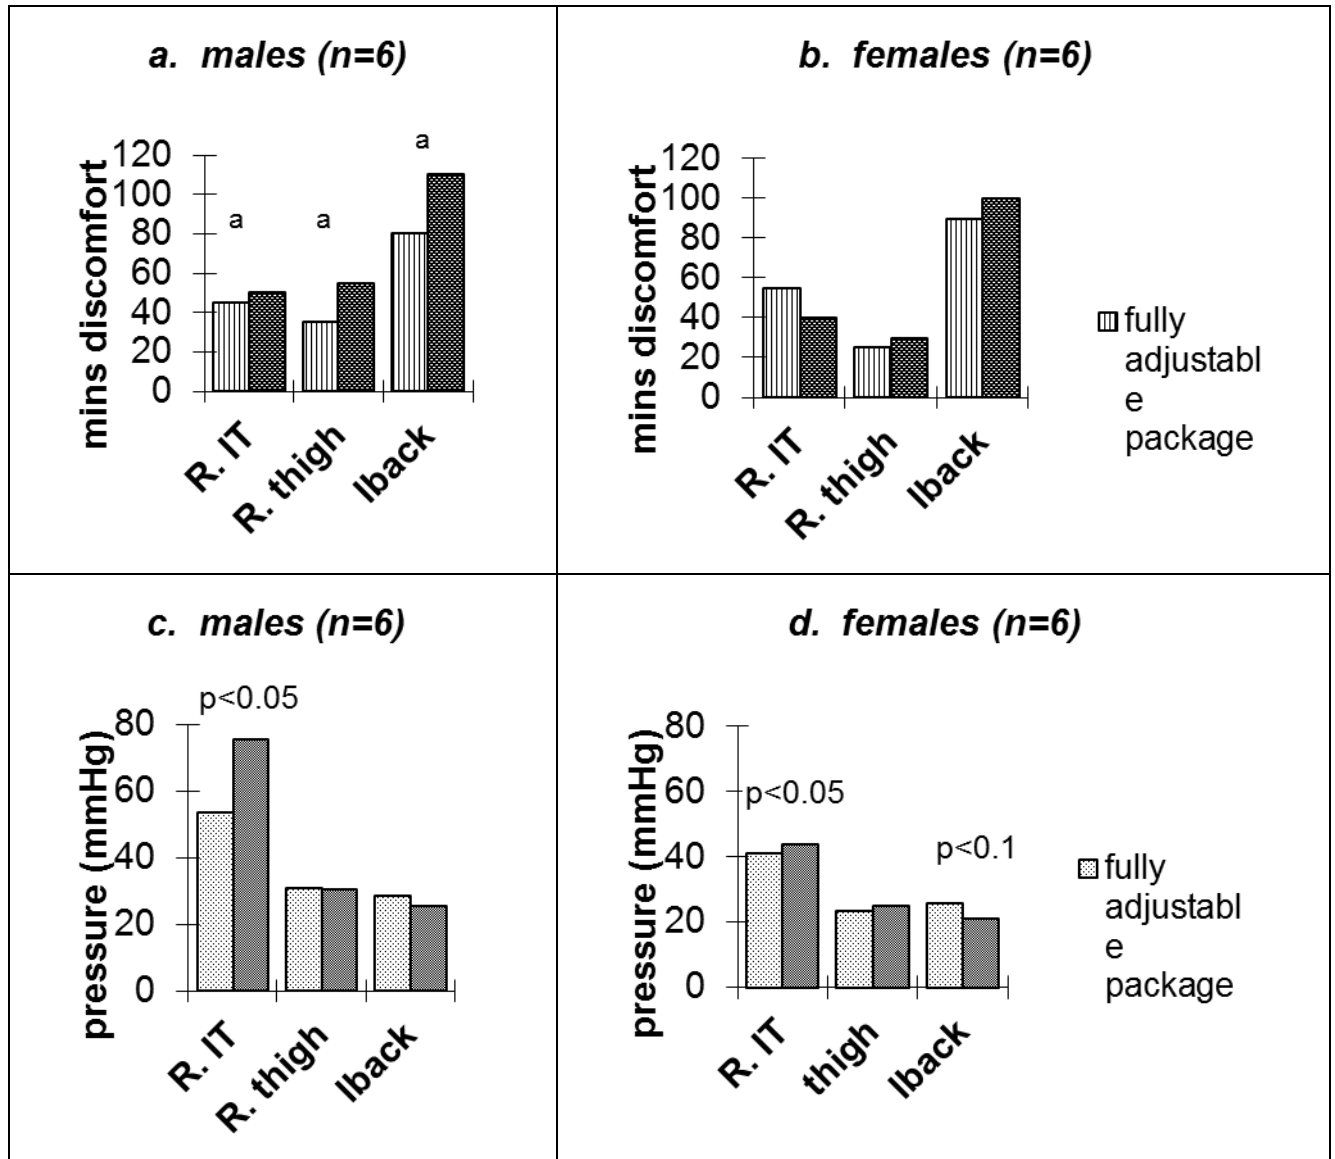 a. males (n=6)
mins discomfort
120
100
80
60
40
20
0
a
a
a
R. IT
R. thigh
lback
b. females (n=6)
mins discomfort
120
100
80
60
40
20
0
R. IT
R. thigh
lback
fully
adjustabl
e
package
c. males (n=6)
pressure (mmHg)
p<0.05
80
60
40
20
0
R. IT
R. thigh
lback
d. females (n=6)
pressure (mmHg)
80
60
40
20
0
p<0.05
p<0.1
R. IT
thigh
lback
fully
adjustabl
e
package